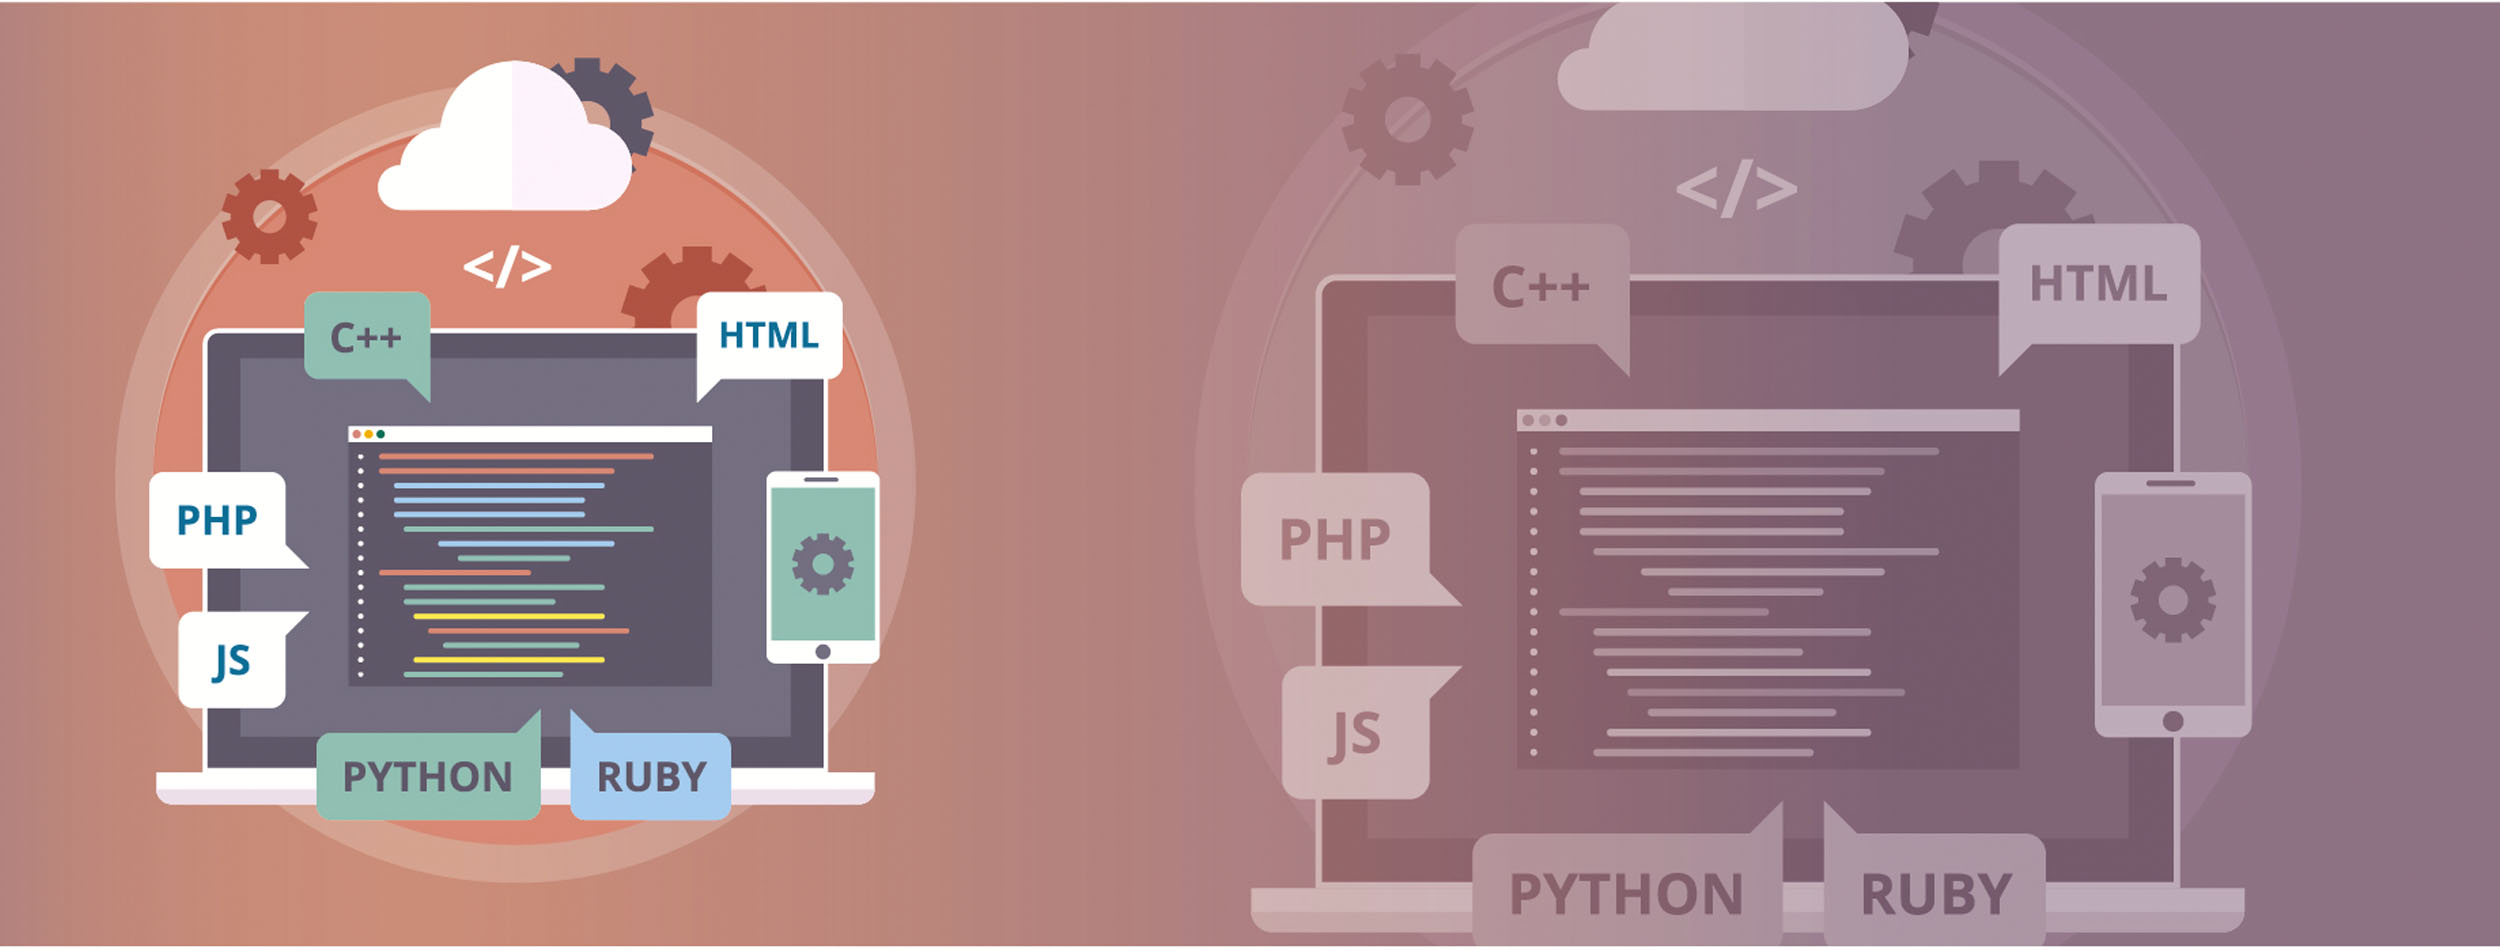 </>
C++
HTML
PHP
JS
PYTHON
RUBY
</>
C++
HTML
PHP
JS
PYTHON
RUBY